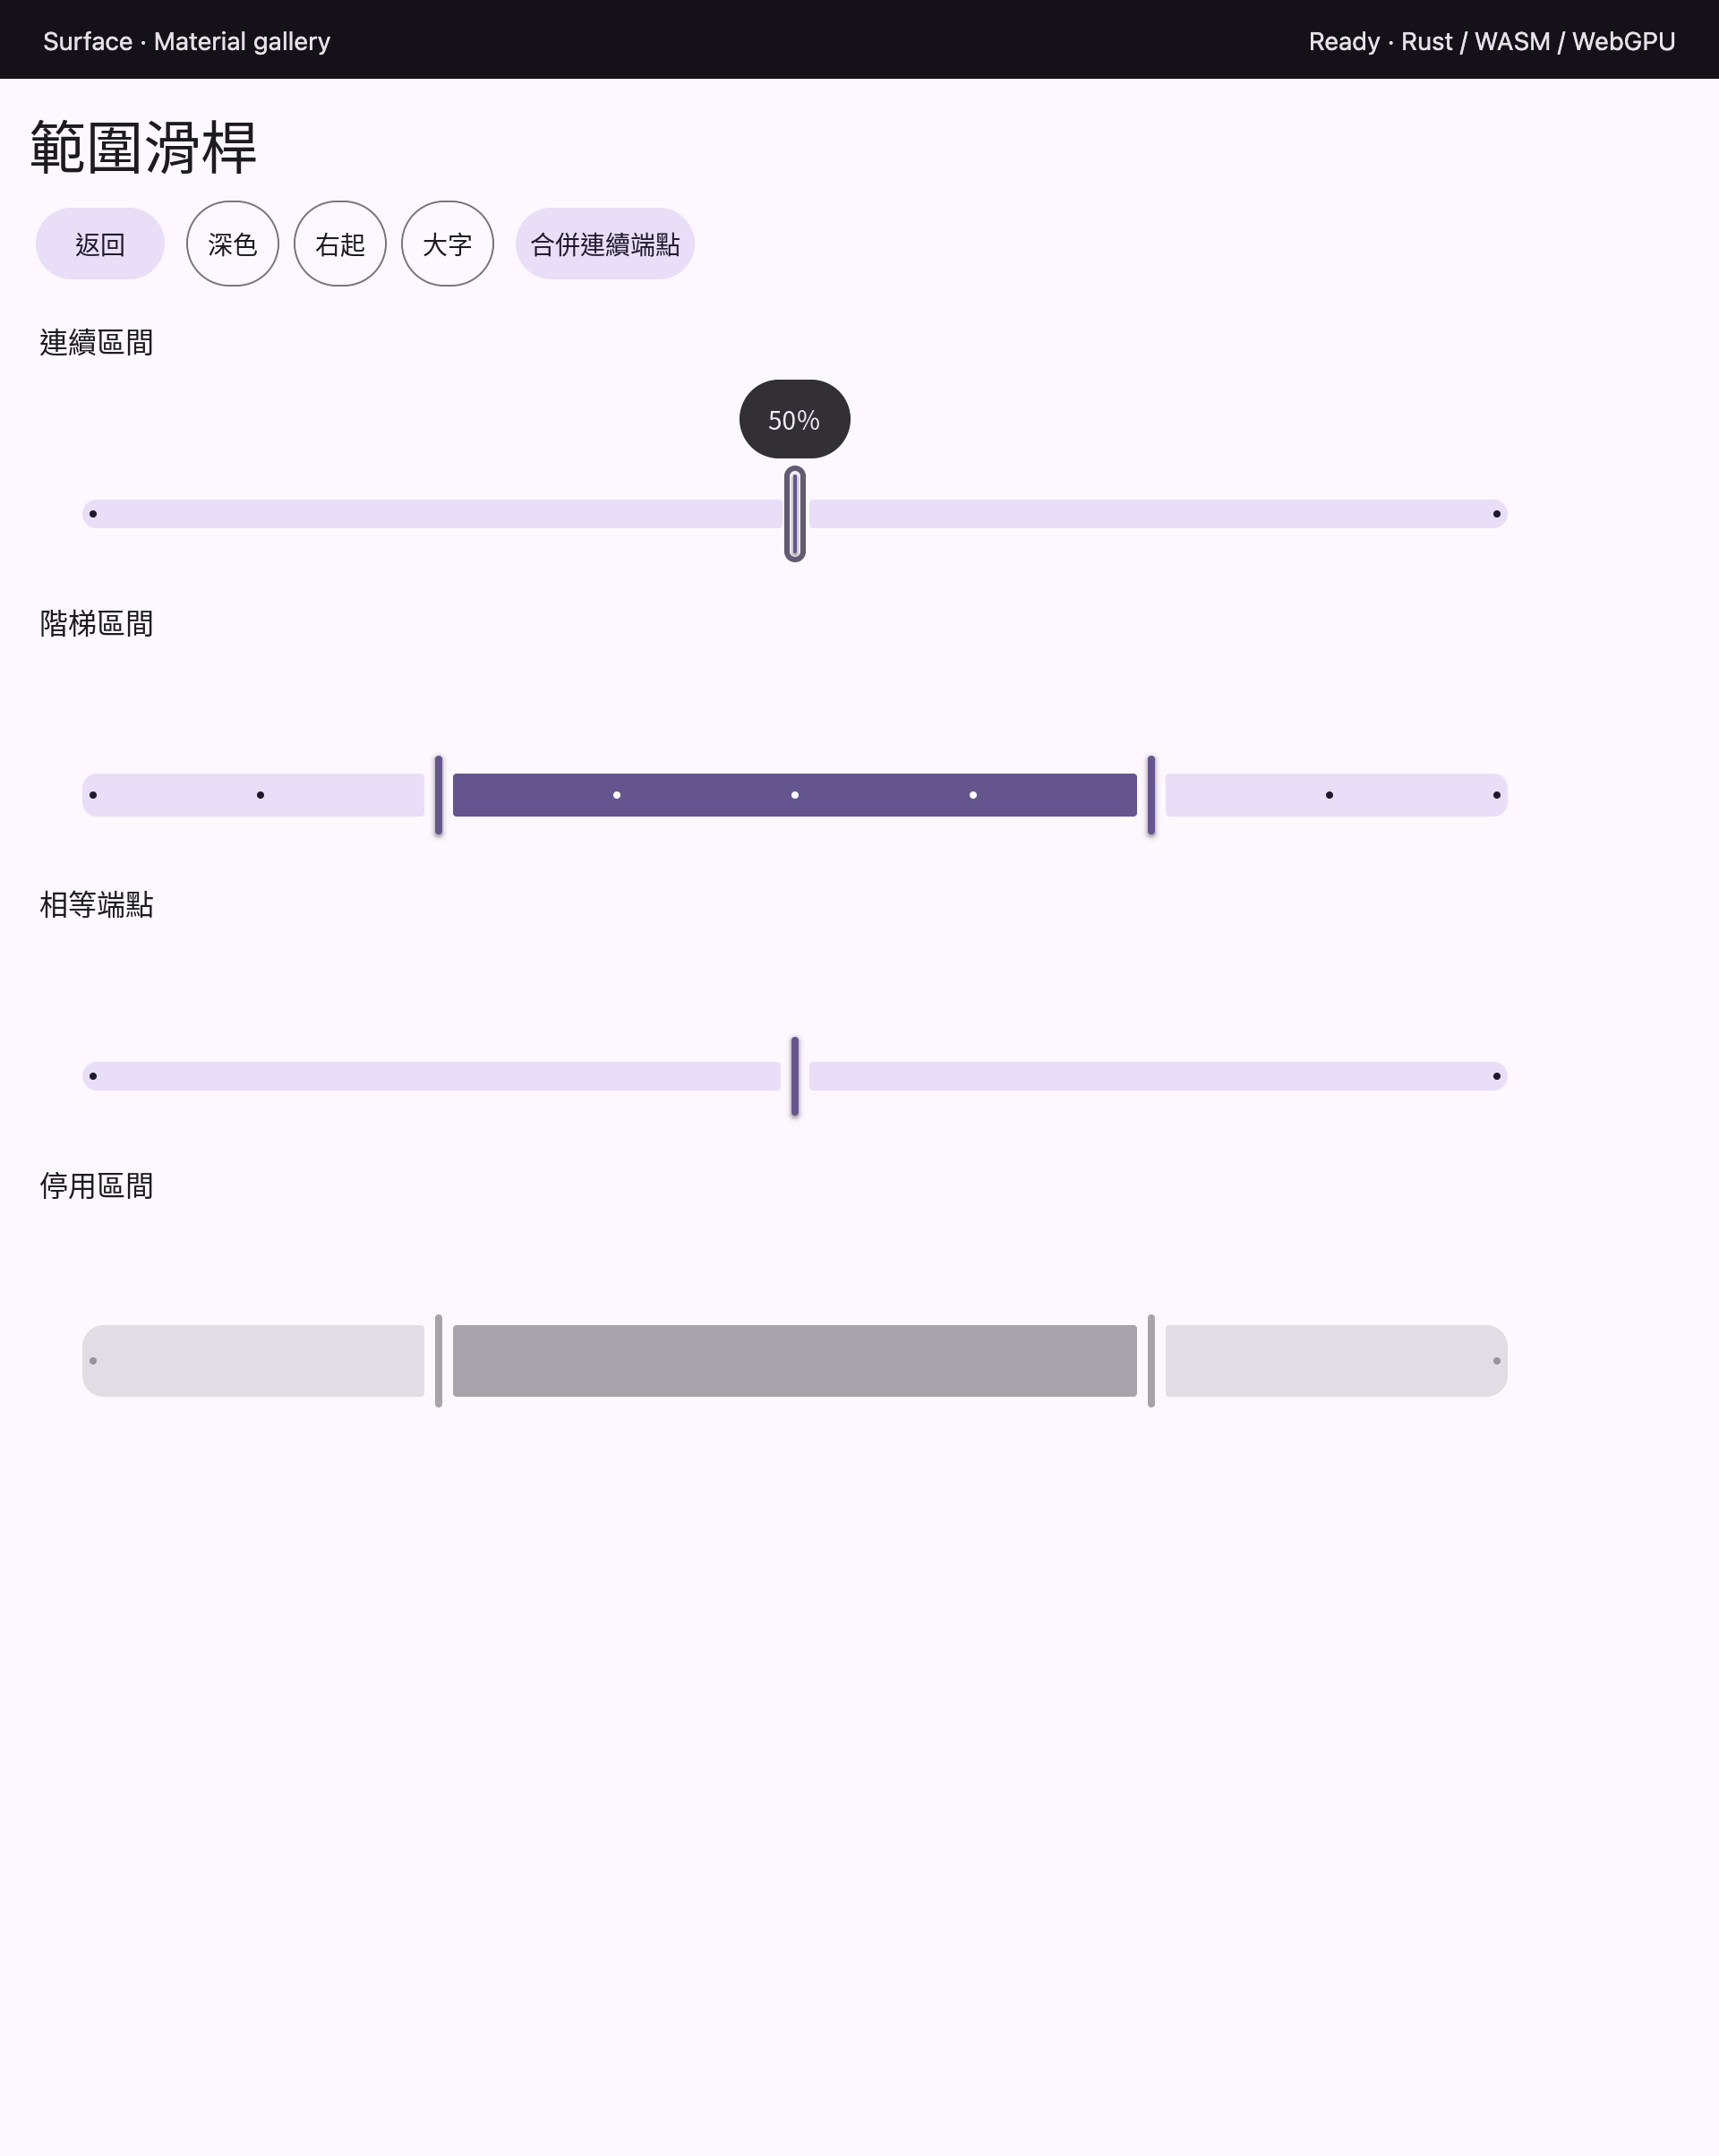 Surface · Material gallery
Ready · Rust / WASM / WebGPU
範圍滑桿
返回 深色 右起 大字 合併連續端點
連續區間
50%
階梯區間
相等端點
停用區間